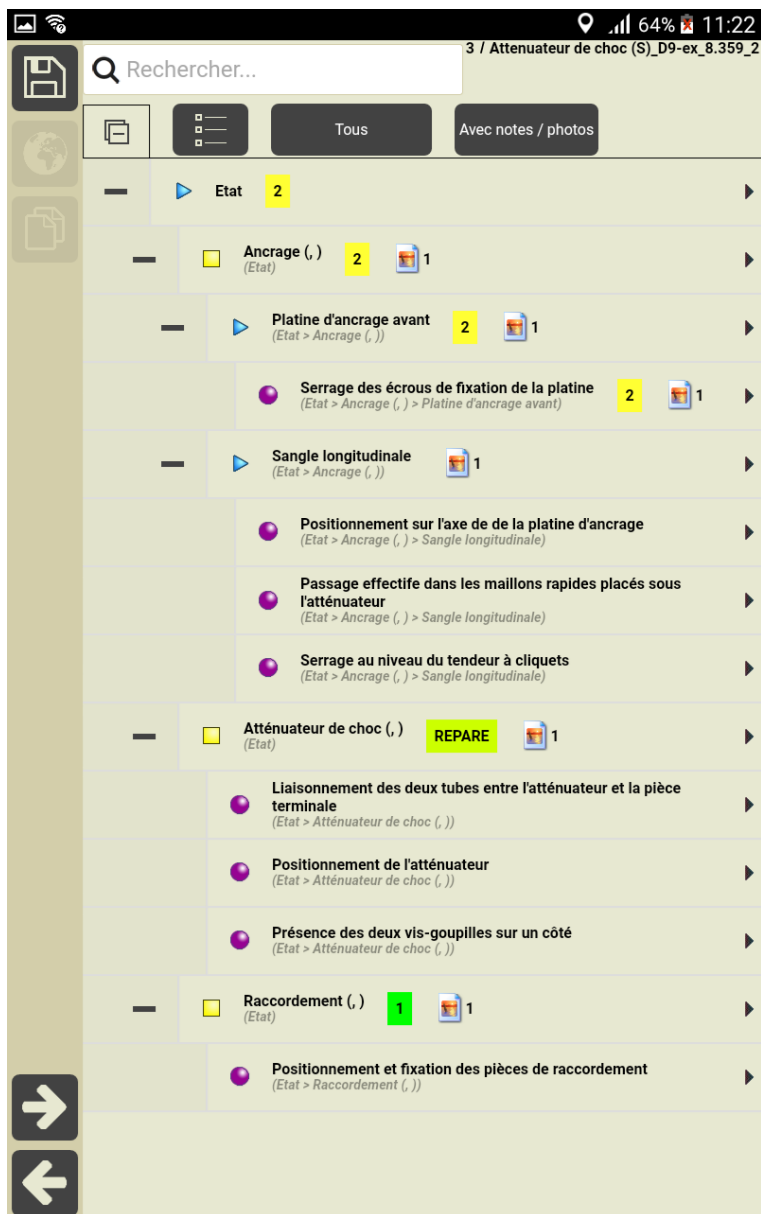 64% 11:22
3 / Attenuateur de choc (S)_D9-ex_8.359_2
Rechercher...
Tous
Avec notes / photos
Etat 2
Ancrage (, ) 2 1
(Etat)
Platine d'ancrage avant 2 1
(Etat > Ancrage (, ))
Serrage des écrous de fixation de la platine 2 1
(Etat > Ancrage (, ) > Platine d'ancrage avant)
Sangle longitudinale 1
(Etat > Ancrage (, ))
Positionnement sur l'axe de de la platine d'ancrage
(Etat > Ancrage (, ) > Sangle longitudinale)
Passage effectife dans les maillons rapides placés sous
l'atténuateur
(Etat > Ancrage (, ) > Sangle longitudinale)
Serrage au niveau du tendeur à cliquets
(Etat > Ancrage (, ) > Sangle longitudinale)
Atténuateur de choc (, ) REPARE 1
(Etat)
Liaisonnement des deux tubes entre l'atténuateur et la pièce
terminale
(Etat > Atténuateur de choc (, ))
Positionnement de l'atténuateur
(Etat > Atténuateur de choc (, ))
Présence des deux vis-goupilles sur un côté
(Etat > Atténuateur de choc (, ))
Raccordement (, ) 1 1
(Etat)
Positionnement et fixation des pièces de raccordement
(Etat > Raccordement (, ))